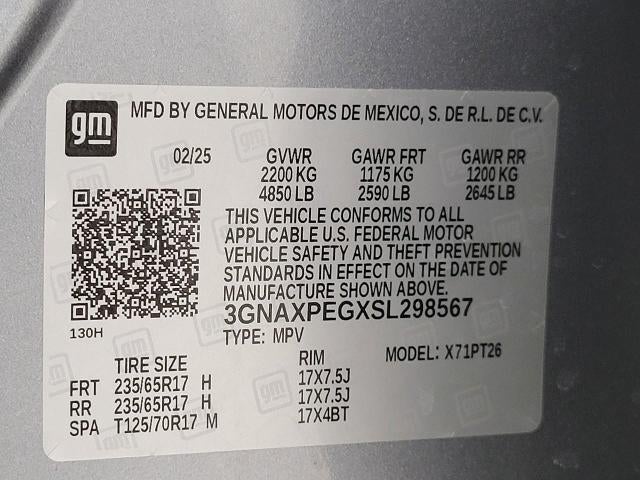 gm MFD BY GENERAL MOTORS DE MEXICO, S. DE R.L. DE C.V.
02/25 GVWR GAWR FRT GAWR RR
2200 KG 1175 KG 1200 KG
4850 LB 2590 LB 2645 LB
THIS VEHICLE CONFORMS TO ALL
APPLICABLE U.S. FEDERAL MOTOR
VEHICLE SAFETY AND THEFT PREVENTION
STANDARDS IN EFFECT ON THE DATE OF
MANUFACTURE SHOWN ABOVE.
3GNAXPEGXSL298567
130H TYPE: MPV
TIRE SIZE RIM MODEL: X71PT26
FRT 235/65R17 H 17X7.5J
RR 235/65R17 H 17X7.5J
SPA T125/70R17 M 17X4BT